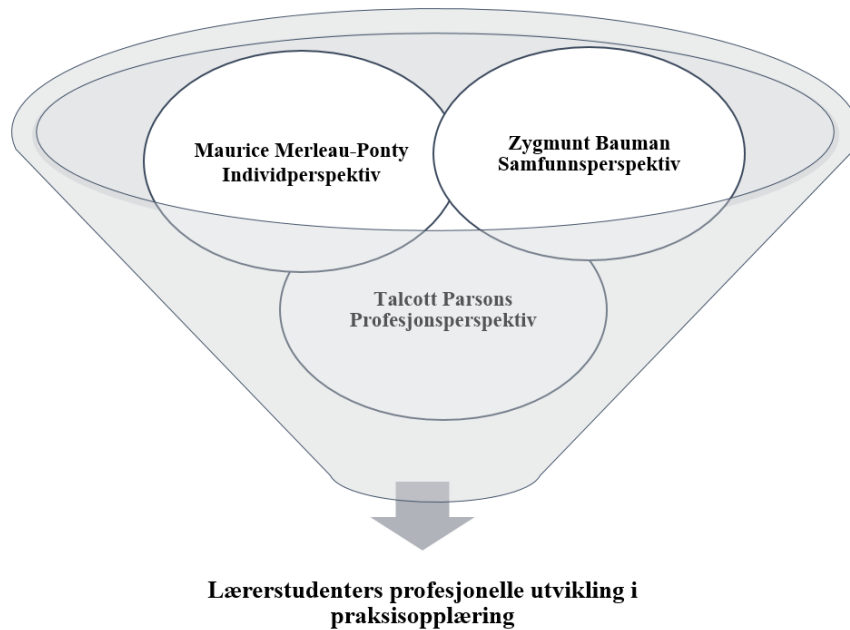 Maurice Merleau-Ponty
Individperspektiv
Zygmunt Bauman
Samfunnsperspektiv
Talcott Parsons
Profesjonsperspektiv
Lærerstudenters profesjonelle utvikling i
praksisopplæring